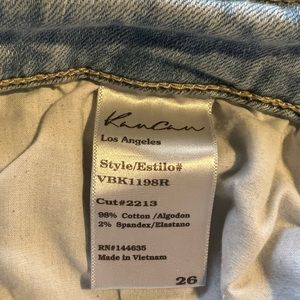 KanCan
Los Angeles
Style/Estilo#
VBK1198R
Cut#2213
98% Cotton /Algodon
2% Spandex/Elastano
RN#144635
Made in Vietnam
26